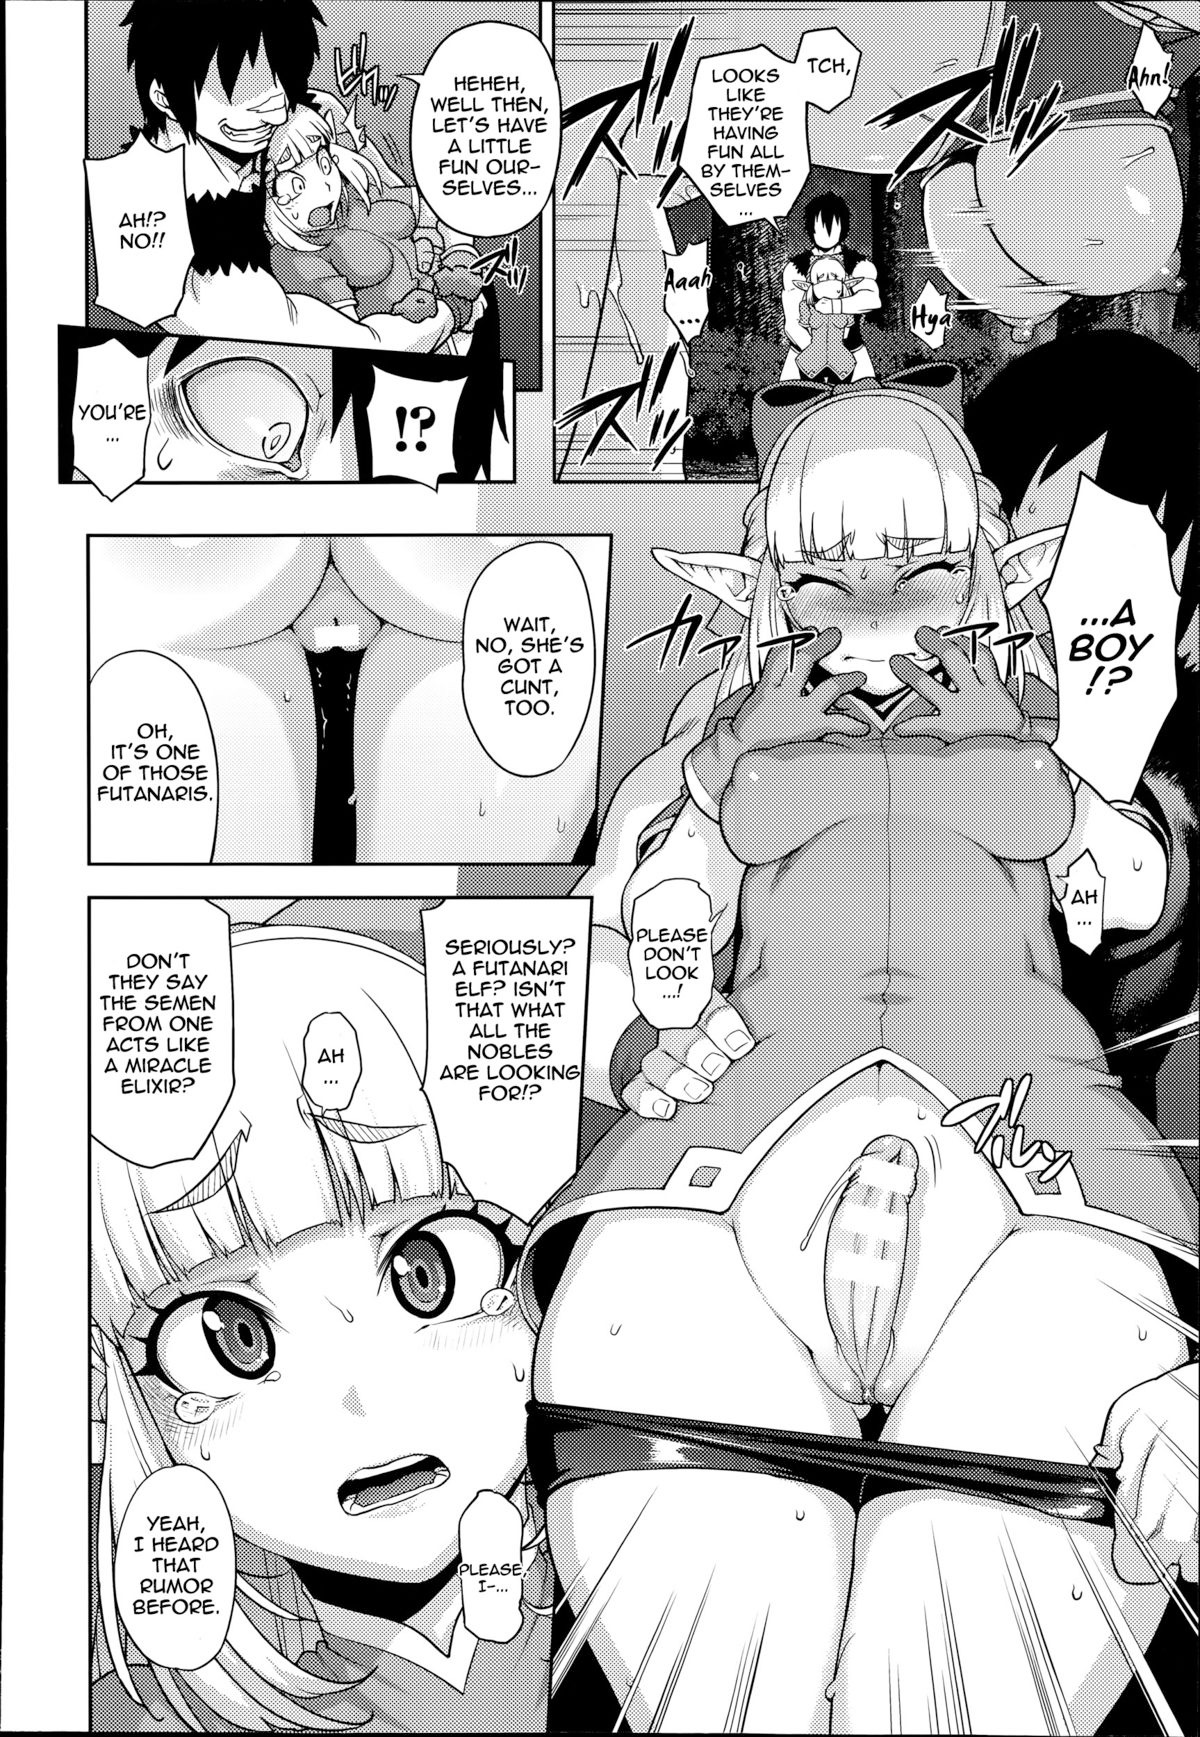 Ahn!
TCH,
LOOKS
LIKE
THEY'RE
HAVING
FUN ALL
BY THEM-
SELVES
...
Hya
Aaah
...
HEHEH,
WELL THEN,
LET'S HAVE
A LITTLE
FUN OUR-
SELVES...
AH!?
NO!!
!?
YOU'RE
...
...A
BOY
!?
AH
...
PLEASE
DON'T
LOOK
...!
WAIT,
NO, SHE'S
GOT A
CUNT,
TOO.
OH,
IT'S ONE
OF THOSE
FUTANARIS.
SERIOUSLY?
A FUTANARI
ELF? ISN'T
THAT WHAT
ALL THE
NOBLES
ARE LOOKING
FOR!?
AH
...
DON'T
THEY SAY
THE SEMEN
FROM ONE
ACTS LIKE
A MIRACLE
ELIXIR?
PLEASE,
I-...
YEAH,
I HEARD
THAT
RUMOR
BEFORE.